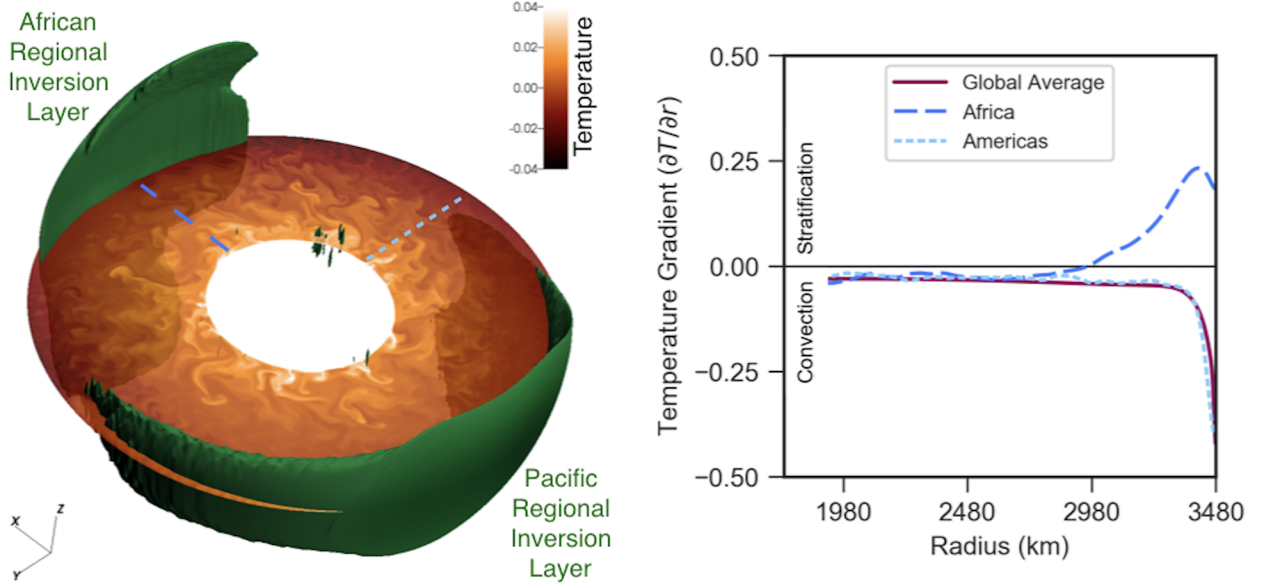 African
Regional
Inversion
Layer
0.04
0.02
0.00
-0.02
-0.04
Temperature
Pacific
Regional
Inversion
Layer
X
Z
Y
Temperature Gradient (∂T/∂r)
0.50
0.25
0.00
−0.25
−0.50
Stratification
Convection
Global Average
Africa
Americas
1980 2480 2980 3480
Radius (km)